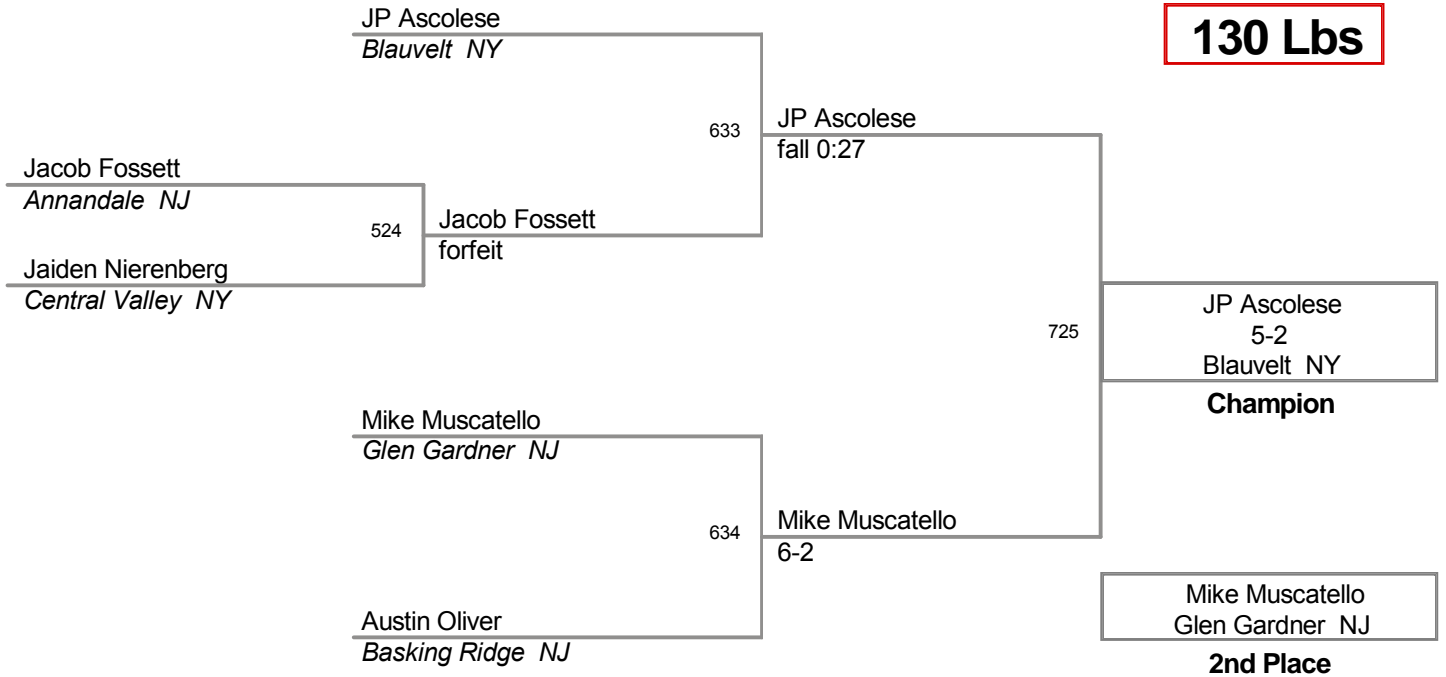 JP Ascolese
Blauvelt NY
130 Lbs
633
JP Ascolese
fall 0:27
Jacob Fossett
Annandale NJ
524
Jacob Fossett
forfeit
Jaiden Nierenberg
Central Valley NY
725
JP Ascolese
5-2
Blauvelt NY
Champion
Mike Muscatello
Glen Gardner NJ
634
Mike Muscatello
6-2
Austin Oliver
Basking Ridge NJ
Mike Muscatello
Glen Gardner NJ
2nd Place